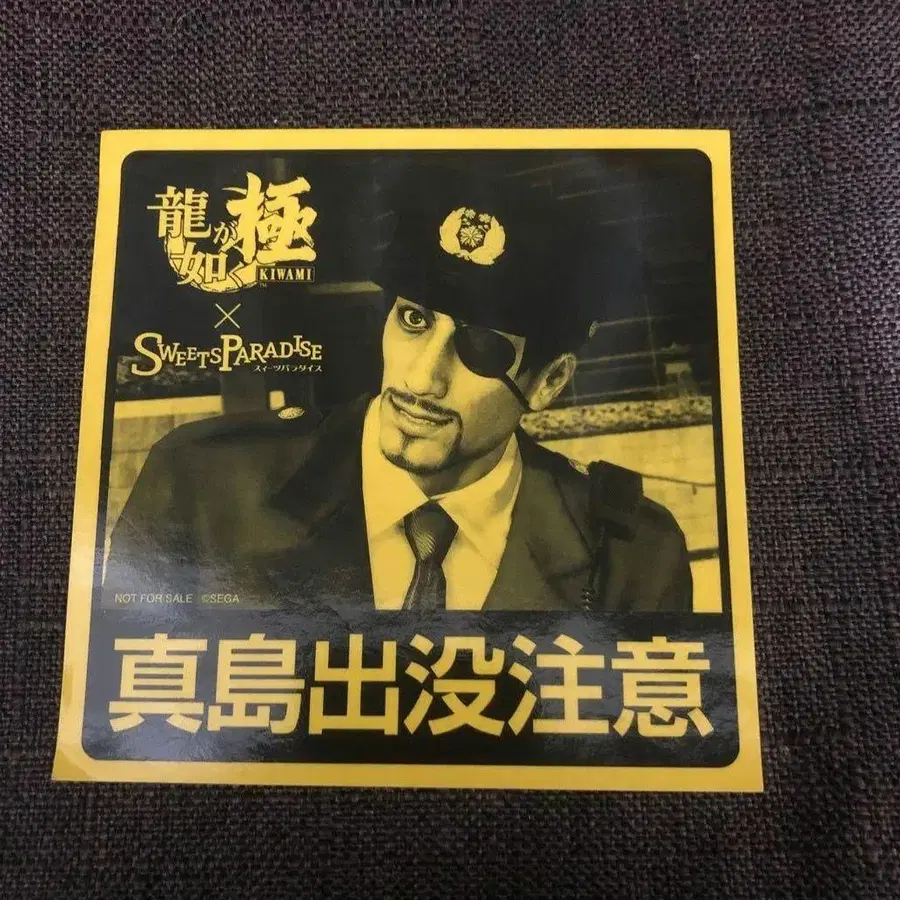 龍が如く 極
KIWAMI
TM
×
SWEETS PARADISE
スイーツパラダイス
NOT FOR SALE ©SEGA
真島出没注意